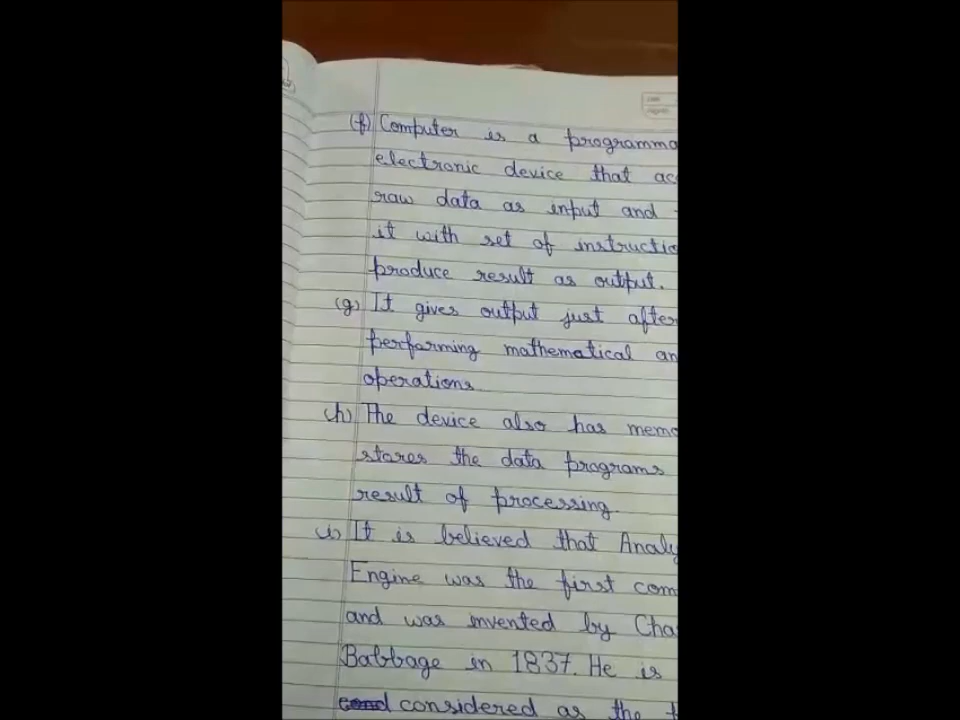 (f) Computer is a programma
electronic device that ac
raw data as input and
it with set of instructio
produce result as output.
(g) It gives output just after
performing mathematical an
operations
(h) The device also has memo
stores the data programs
result of processing.
(i) It is believed that Analy
Engine was the first com
and was invented by Cha
Babbage in 1837. He is
considered as the